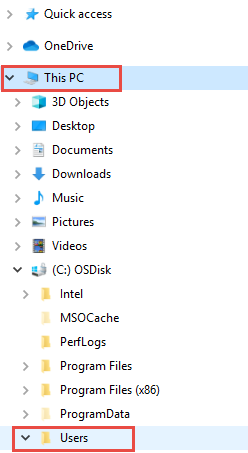 Quick access
OneDrive
This PC
3D Objects
Desktop
Documents
Downloads
Music
Pictures
Videos
(C:) OSDisk
Intel
MSOCache
PerfLogs
Program Files
Program Files (x86)
ProgramData
Users